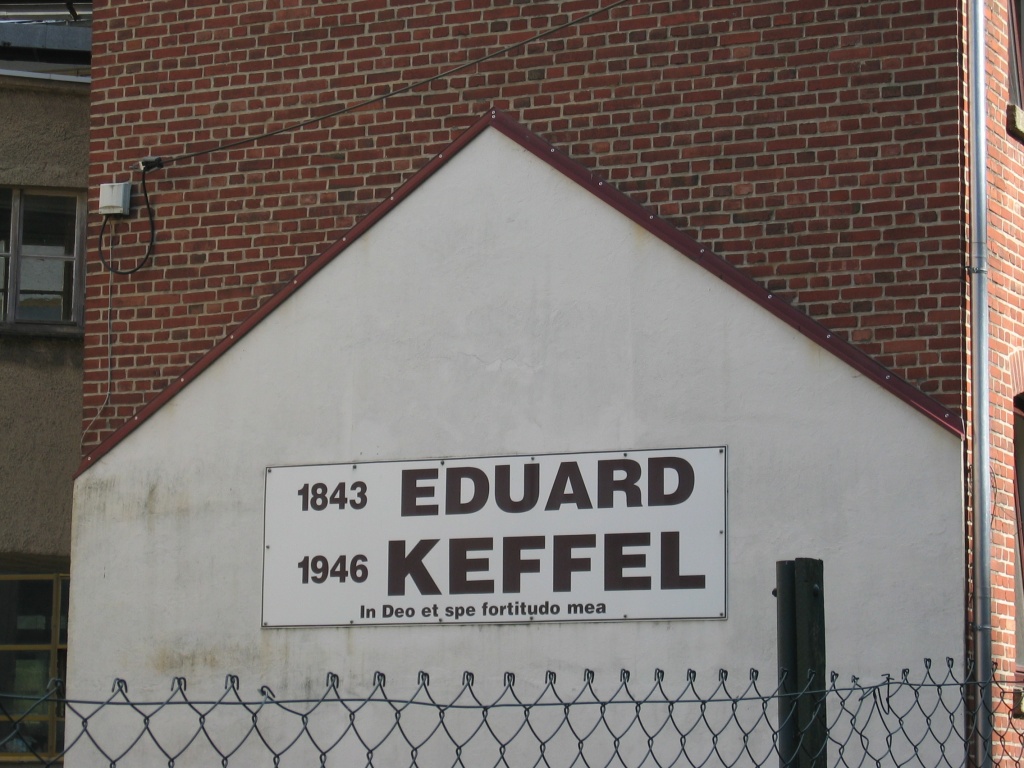 1843 EDUARD
1946 KEFFEL
In Deo et spe fortitudo mea